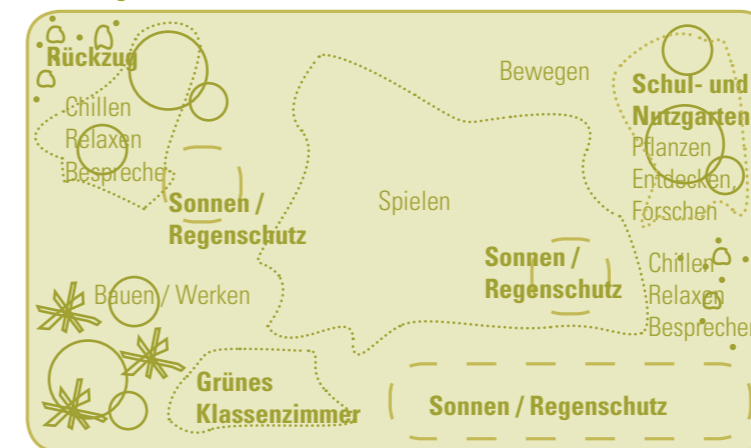 Rückzug
Chillen
Relaxen
Besprechen
Sonnen /
Regenschutz
Bewegen
Spielen
Schul- und
Nutzgarten
Pflanzen
Entdecken,
Forschen
Sonnen /
Regenschutz
Chillen
Relaxen
Besprechen
Bauen / Werken
Grünes
Klassenzimmer
Sonnen / Regenschutz